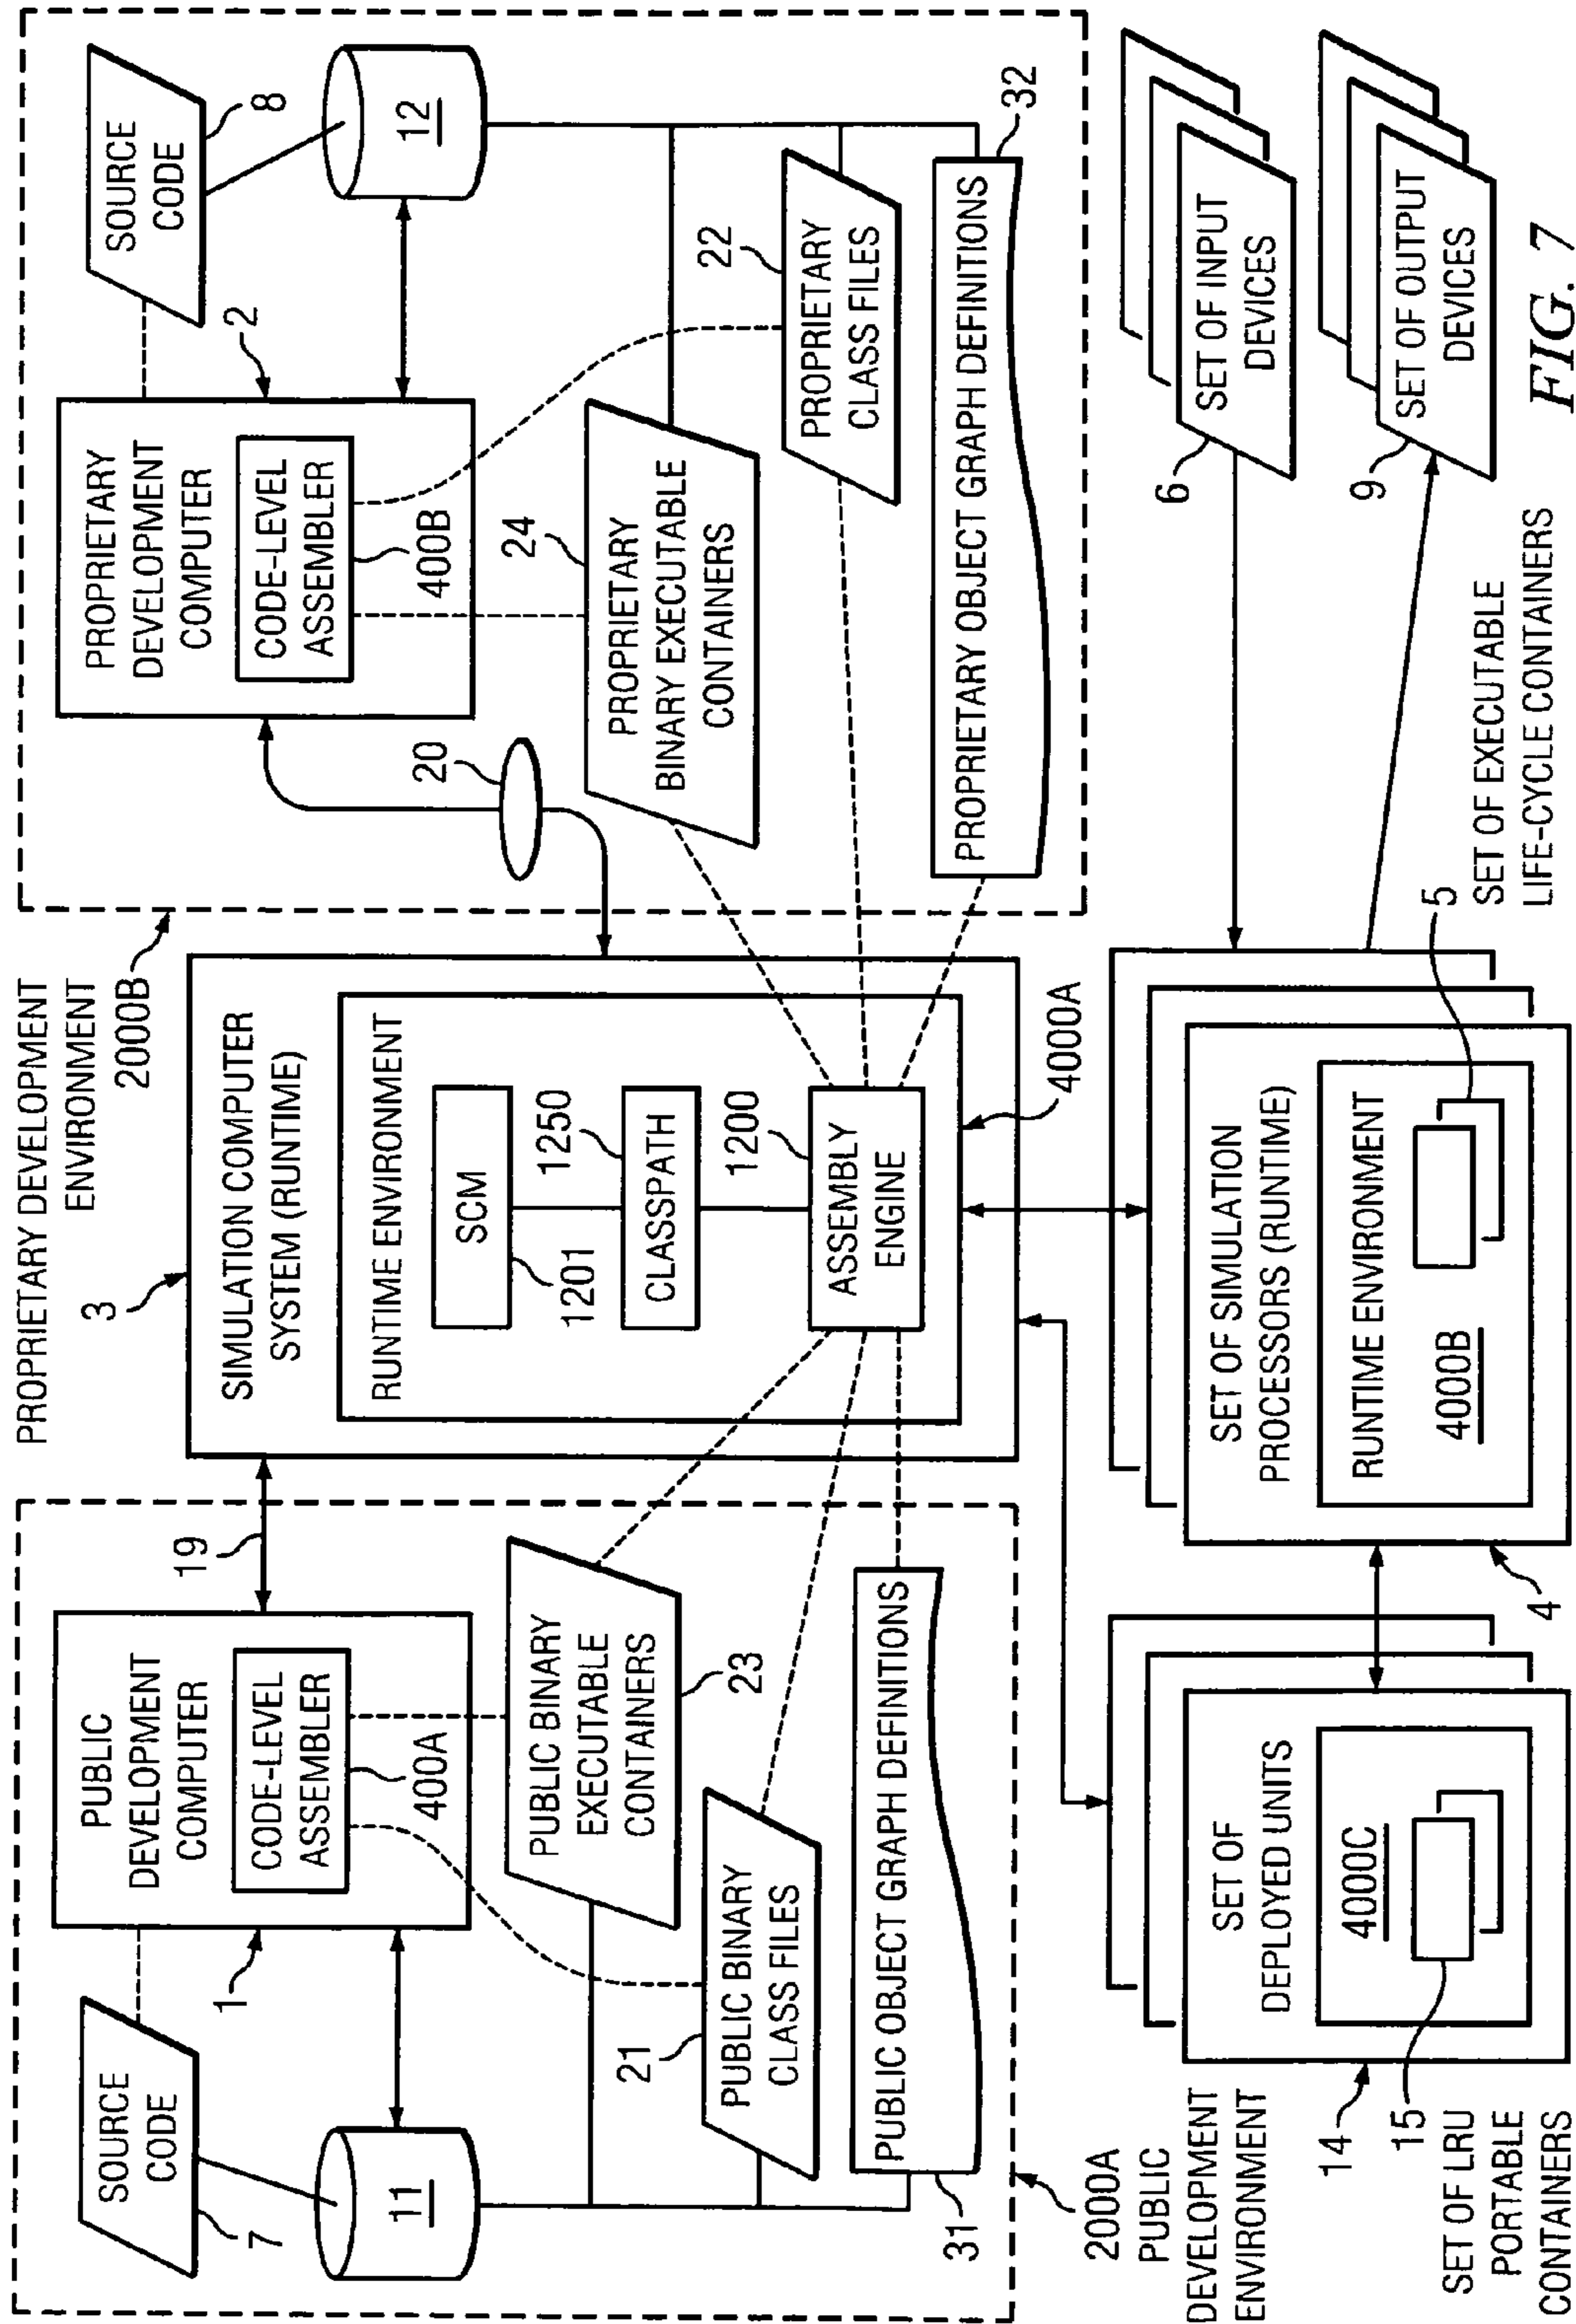 PROPRIETARY DEVELOPMENT
ENVIRONMENT
2000B
SOURCE
CODE
7
11
PUBLIC
DEVELOPMENT
COMPUTER
CODE-LEVEL
ASSEMBLER
400A
1
19
PUBLIC BINARY
EXECUTABLE
CONTAINERS
23
21
PUBLIC BINARY
CLASS FILES
PUBLIC OBJECT GRAPH DEFINITIONS
31
2000A
PUBLIC
DEVELOPMENT
ENVIRONMENT
3
SIMULATION COMPUTER
SYSTEM (RUNTIME)
RUNTIME ENVIRONMENT
SCM
1201
1250
CLASSPATH
1200
ASSEMBLY
ENGINE
4000A
20
PROPRIETARY
DEVELOPMENT
COMPUTER
CODE-LEVEL
ASSEMBLER
400B
2
SOURCE
CODE
8
12
24
PROPRIETARY
BINARY EXECUTABLE
CONTAINERS
22
PROPRIETARY
CLASS FILES
PROPRIETARY OBJECT GRAPH DEFINITIONS
32
SET OF
DEPLOYED UNITS
4000C
14
15
SET OF LRU
PORTABLE
CONTAINERS
SET OF SIMULATION
PROCESSORS (RUNTIME)
RUNTIME ENVIRONMENT
4000B
4
5
SET OF EXECUTABLE
LIFE-CYCLE CONTAINERS
6
SET OF INPUT
DEVICES
9
SET OF OUTPUT
DEVICES
FIG. 7